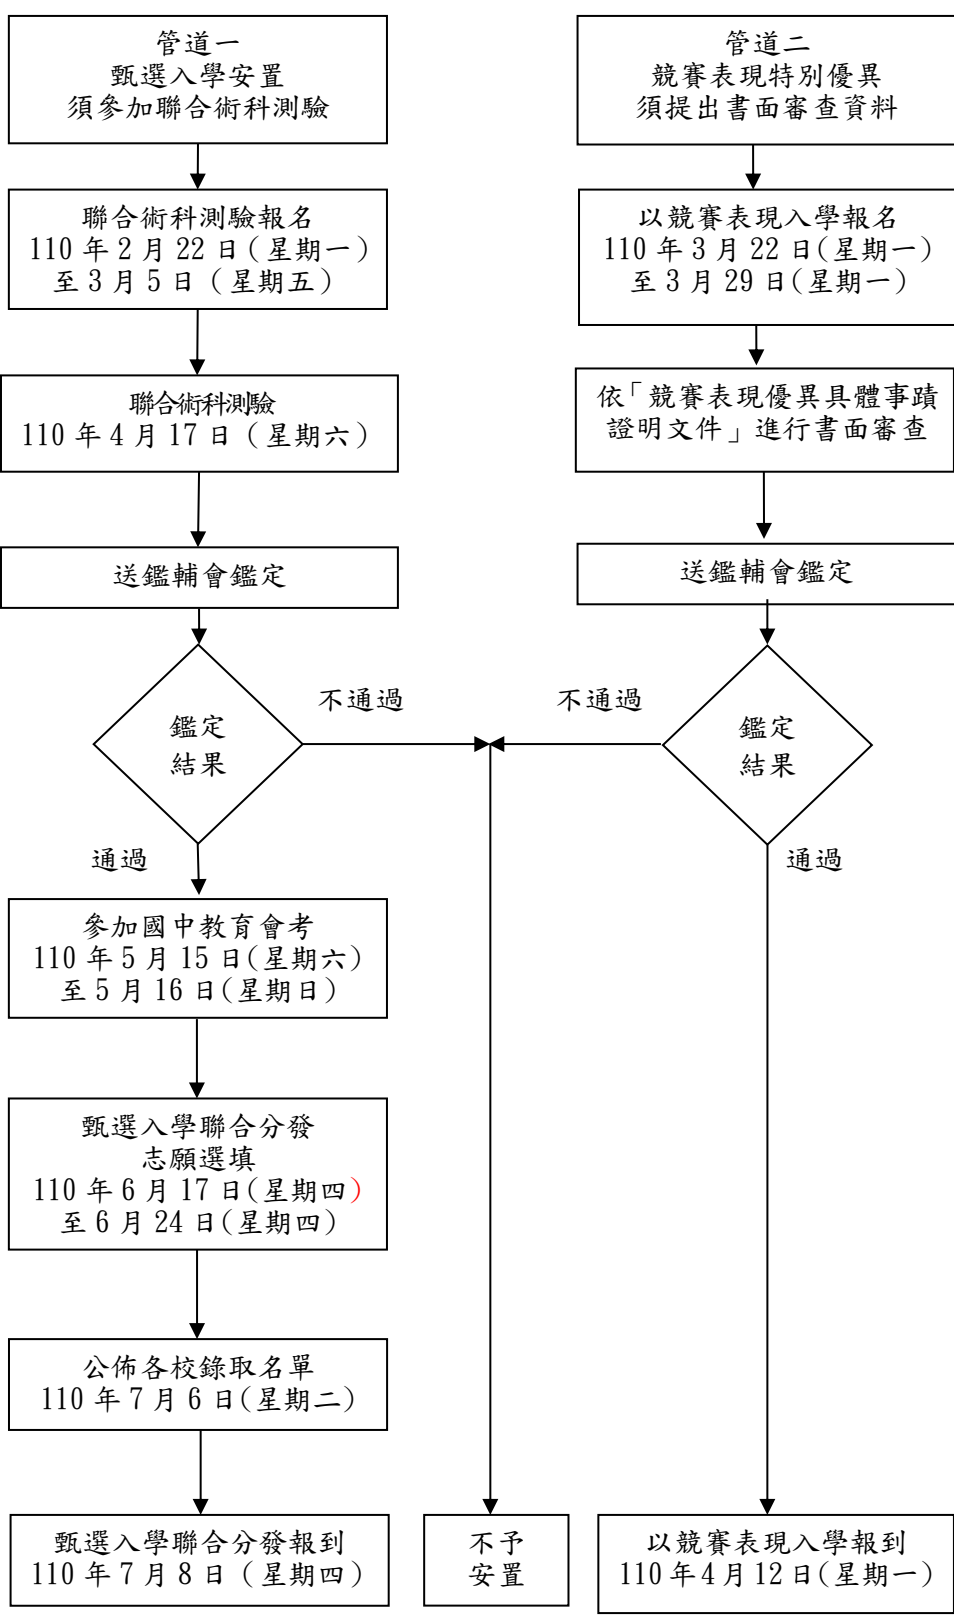 管道一
甄選入學安置
須參加聯合術科測驗
管道二
競賽表現特別優異
須提出書面審查資料
聯合術科測驗報名
110 年 2 月 22 日(星期一)
至 3 月 5 日 (星期五)
以競賽表現入學報名
110 年 3 月 22 日(星期一)
至 3 月 29 日(星期一)
聯合術科測驗
110 年 4 月 17 日 (星期六)
依「競賽表現優異具體事蹟
證明文件」進行書面審查
送鑑輔會鑑定
送鑑輔會鑑定
鑑定
結果
不通過
不通過
鑑定
結果
通過
通過
參加國中教育會考
110 年 5 月 15 日(星期六)
至 5 月 16 日(星期日)
甄選入學聯合分發
志願選填
110 年 6 月 17 日(星期四)
至 6 月 24 日(星期四)
公佈各校錄取名單
110 年 7 月 6 日(星期二)
甄選入學聯合分發報到
110 年 7 月 8 日 (星期四)
不予
安置
以競賽表現入學報到
110 年 4 月 12 日(星期一)